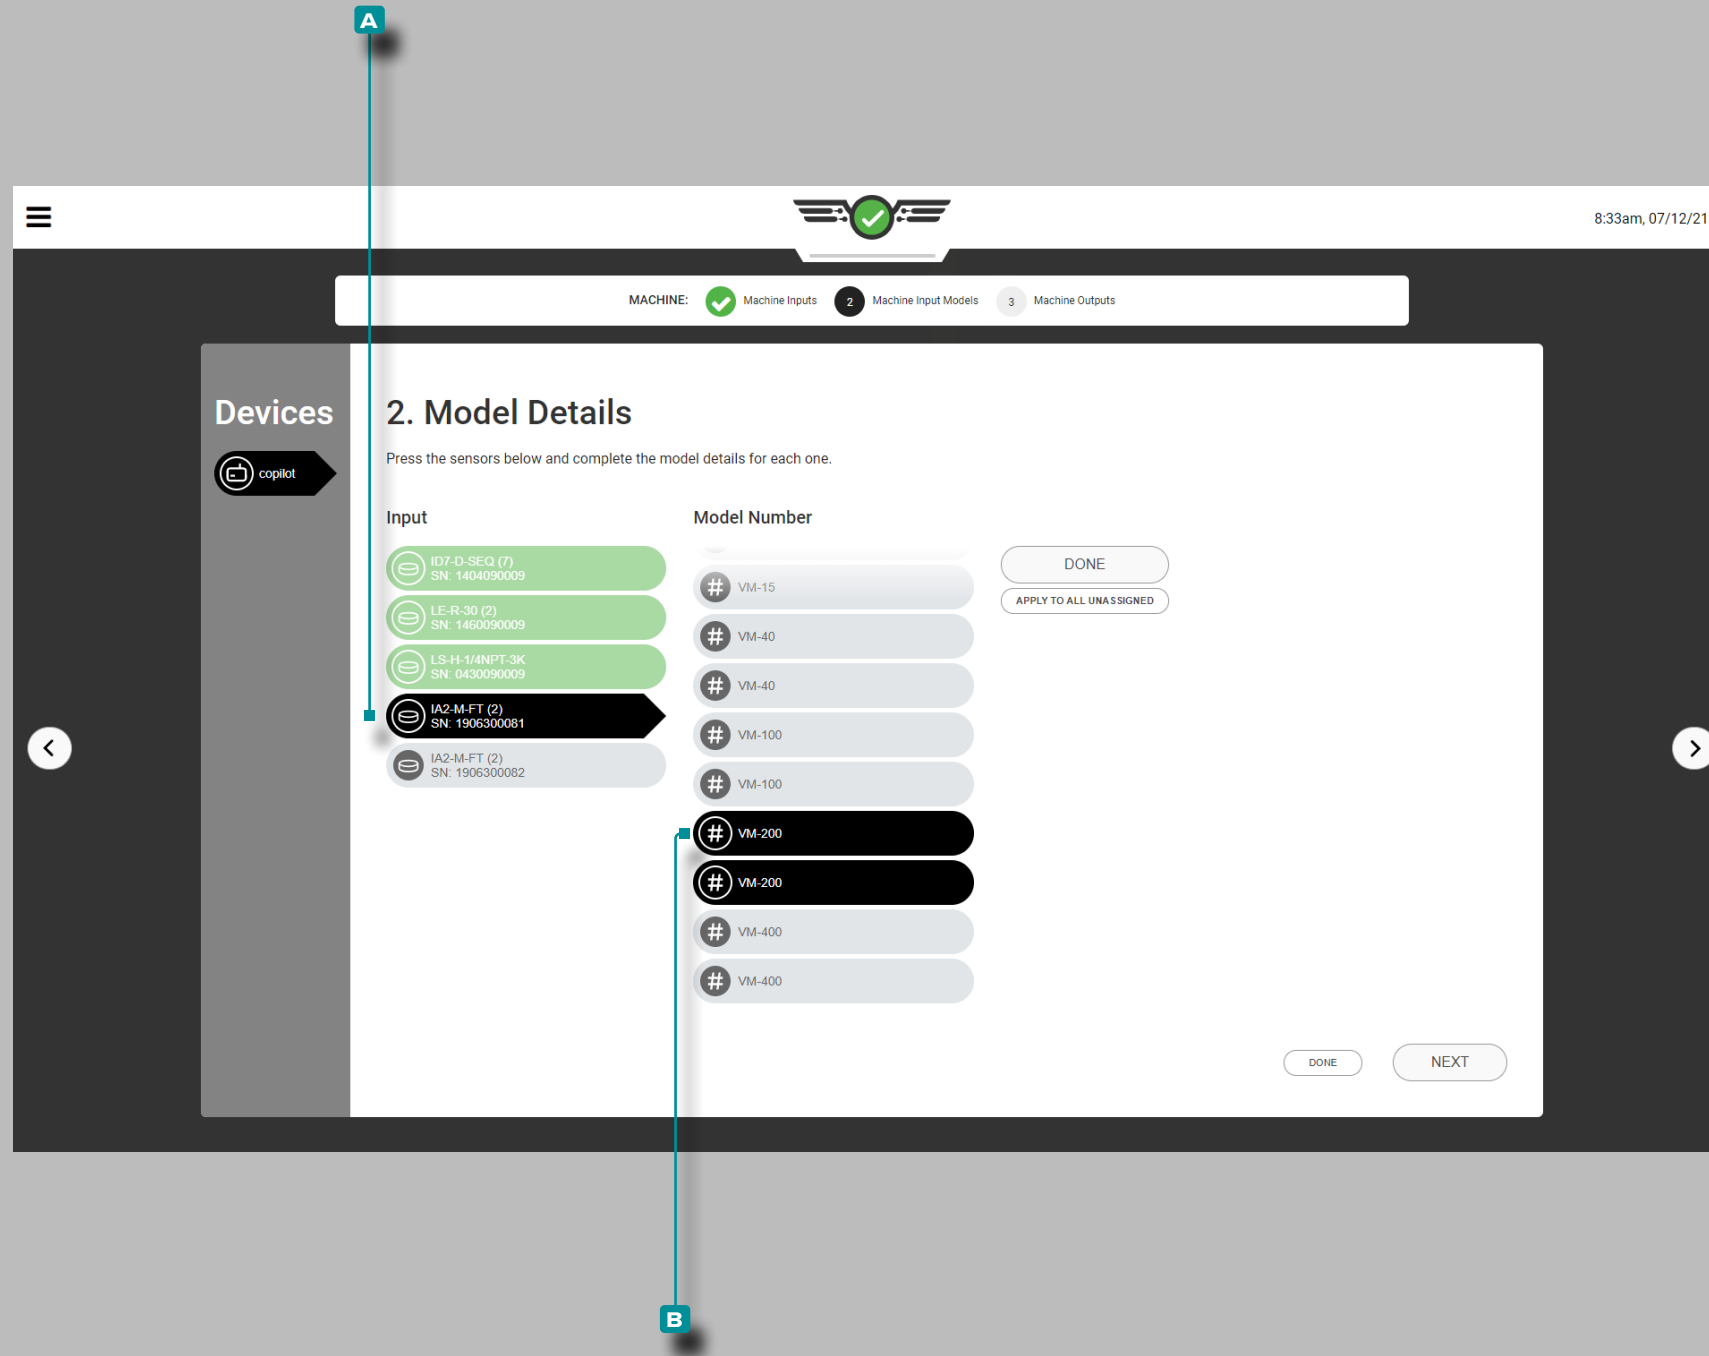 A
8:33am, 07/12/21
MACHINE: Machine Inputs 2 Machine Input Models 3 Machine Outputs
Devices
copilot
2. Model Details
Press the sensors below and complete the model details for each one.
Input
ID7-D-SEQ (7)
SN: 1404090009
LE-R-30 (2)
SN: 1460090009
LS-H-1/4NPT-3K
SN: 0430090009
IA2-M-FT (2)
SN: 1906300081
IA2-M-FT (2)
SN: 1906300082
Model Number
# VM-15
# VM-40
# VM-40
# VM-100
# VM-100
# VM-200
# VM-200
# VM-400
# VM-400
DONE
APPLY TO ALL UNASSIGNED
DONE
NEXT
B